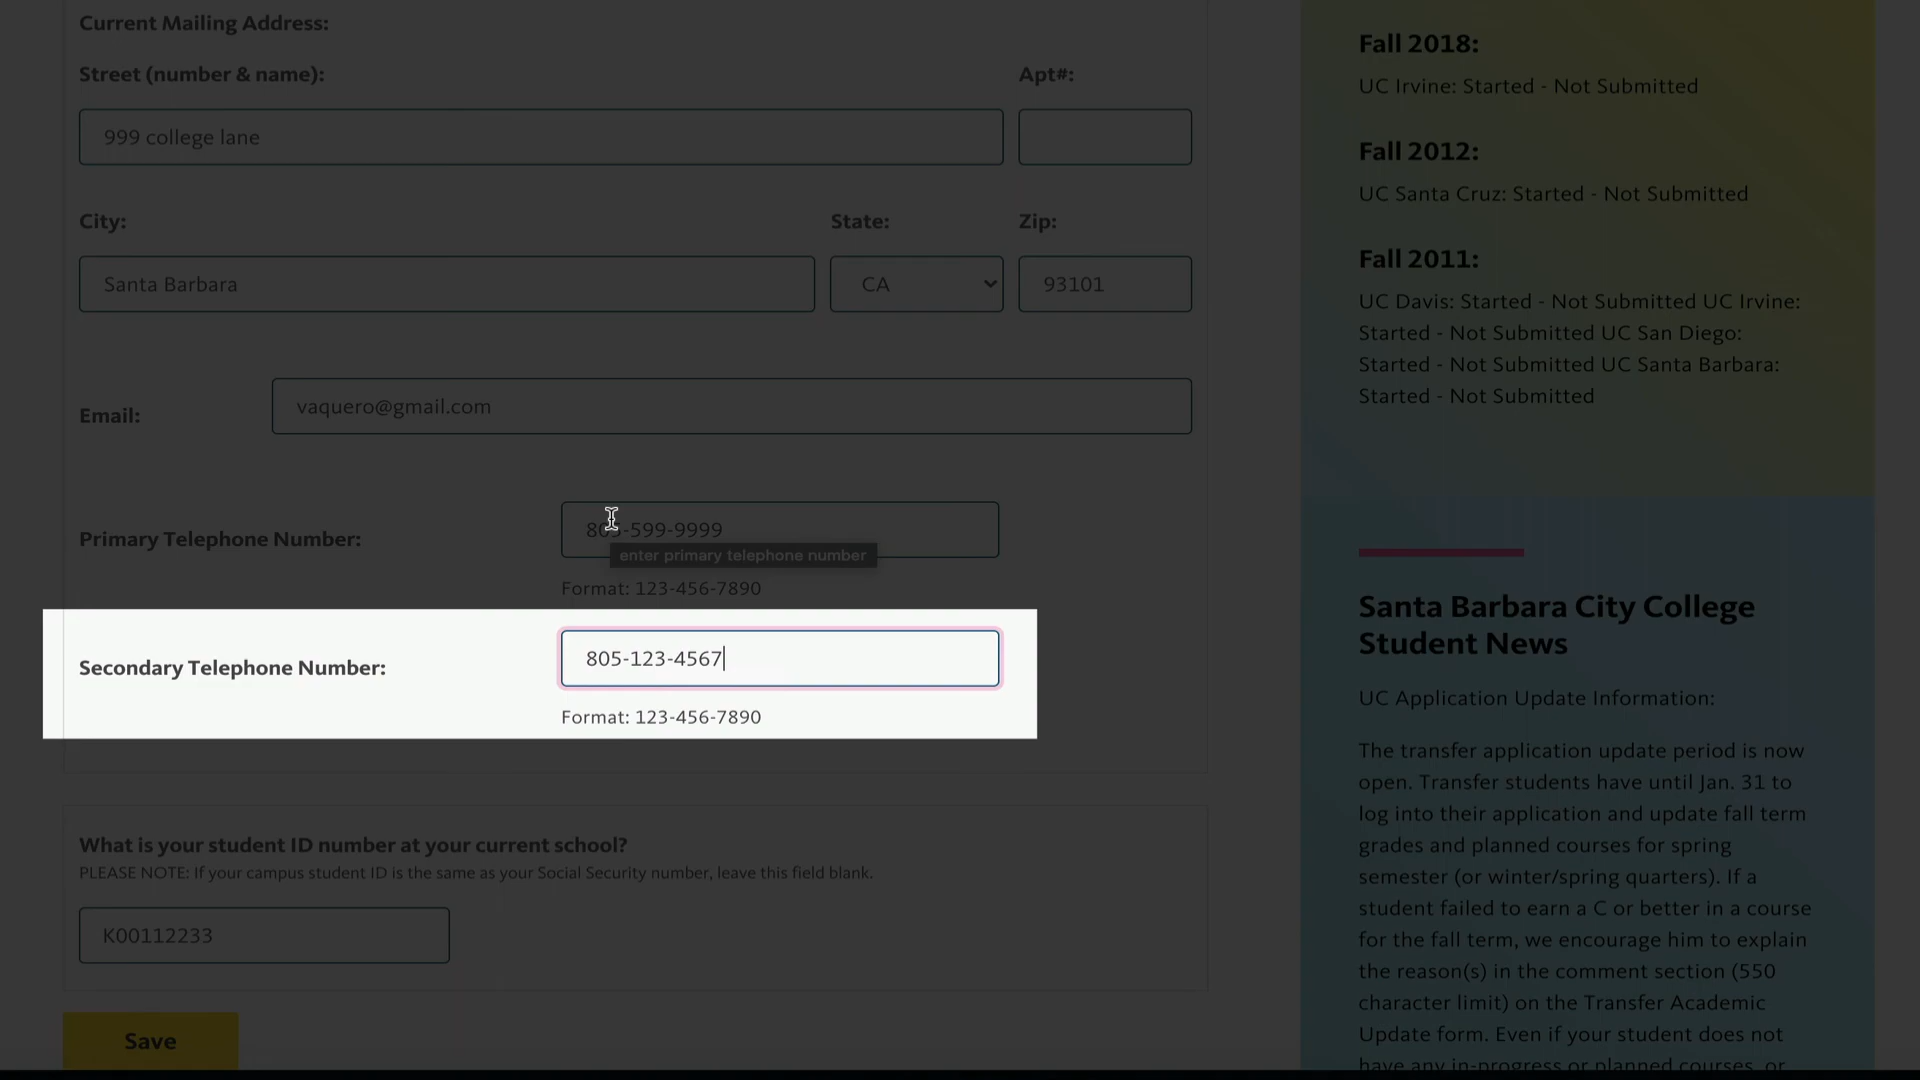 Current Mailing Address:
Street (number & name):
Apt#:
999 college lane
City:
State:
Zip:
Santa Barbara
CA
93101
Email:
vaquero@gmail.com
Primary Telephone Number:
805-599-9999
enter primary telephone number
Format: 123-456-7890
Secondary Telephone Number:
805-123-4567
Format: 123-456-7890
What is your student ID number at your current school?
PLEASE NOTE: If your campus student ID is the same as your Social Security number, leave this field blank.
K00112233
Save
Fall 2018:
UC Irvine: Started - Not Submitted
Fall 2012:
UC Santa Cruz: Started - Not Submitted
Fall 2011:
UC Davis: Started - Not Submitted UC Irvine:
Started - Not Submitted UC San Diego:
Started - Not Submitted UC Santa Barbara:
Started - Not Submitted
Santa Barbara City College
Student News
UC Application Update Information:
The transfer application update period is now
open. Transfer students have until Jan. 31 to
log into their application and update fall term
grades and planned courses for spring
semester (or winter/spring quarters). If a
student failed to earn a C or better in a course
for the fall term, we encourage him to explain
the reason(s) in the comment section (550
character limit) on the Transfer Academic
Update form. Even if your student does not
have any in-progress or planned courses, or